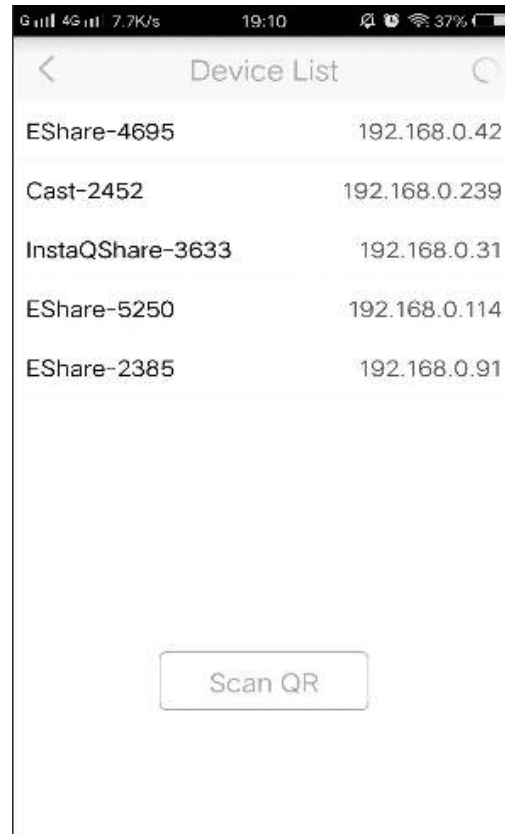 G 4G 7.7K/s 19:10 37%
Device List
EShare-4695 192.168.0.42
Cast-2452 192.168.0.239
InstaQShare-3633 192.168.0.31
EShare-5250 192.168.0.114
EShare-2385 192.168.0.91
Scan QR